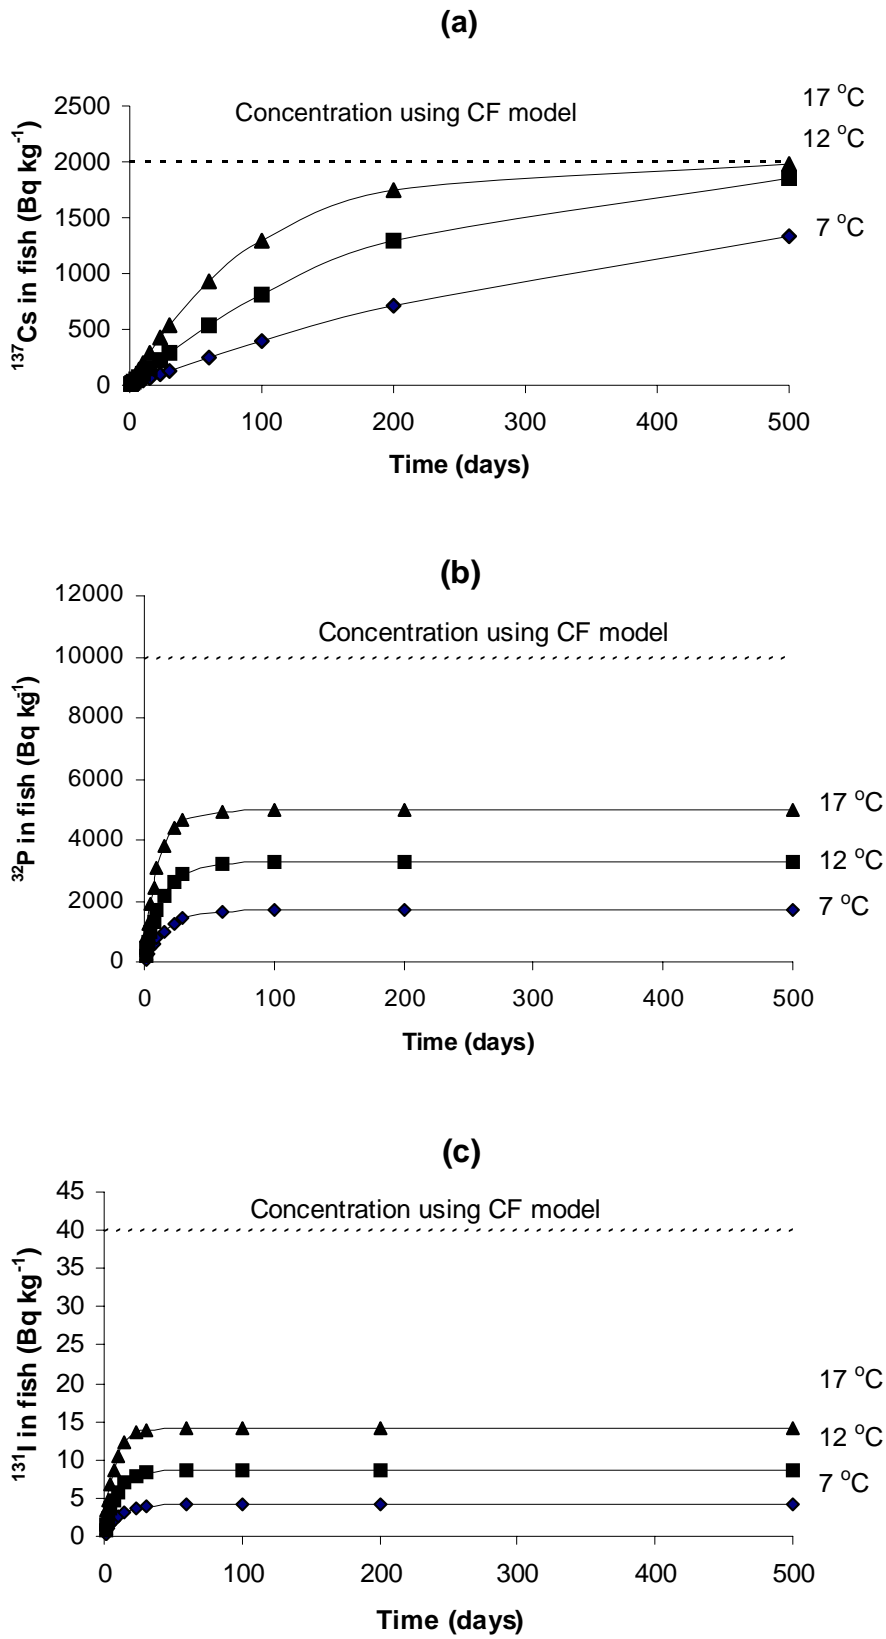 (a)
Concentration using CF model
17 °C
12 °C
7 °C
2500
2000
1500
1000
500
0
¹³⁷Cs in fish (Bq kg⁻¹)
0 100 200 300 400 500
Time (days)
(b)
Concentration using CF model
12000
10000
8000
6000
4000
2000
0
³²P in fish (Bq kg⁻¹)
17 °C
12 °C
7 °C
0 100 200 300 400 500
Time (days)
(c)
Concentration using CF model
45
40
35
30
25
20
15
10
5
0
¹³¹I in fish (Bq kg⁻¹)
17 °C
12 °C
7 °C
0 100 200 300 400 500
Time (days)